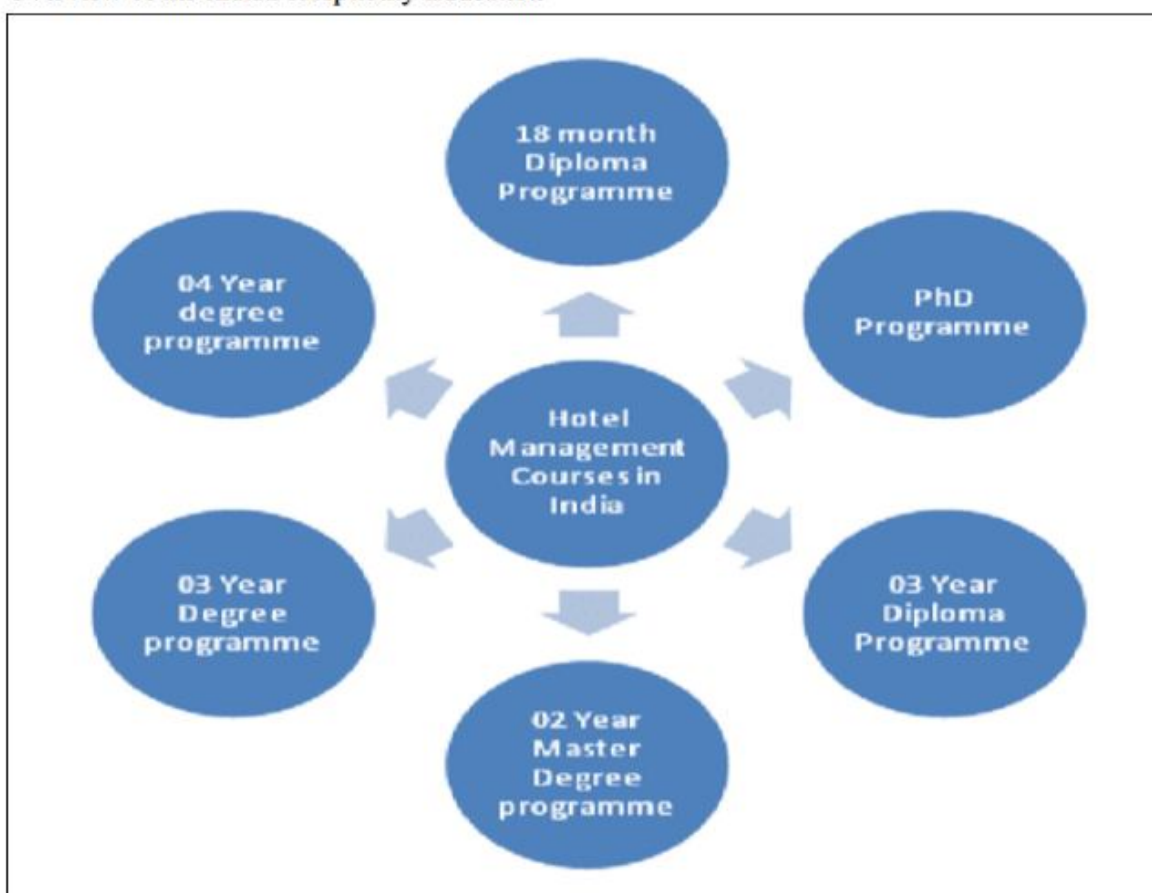 18 month
Diploma
Programme
PhD
Programme
03 Year
Diploma
Programme
02 Year
Master
Degree
programme
03 Year
Degree
programme
04 Year
degree
programme
Hotel
Management
Courses in
India